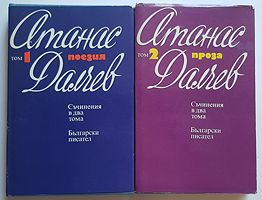 Атанас
том 1 поезия
Далчев
Съчинения
в два
тома
Български
писател
Атанас
том 2 проза
Далчев
Съчинения
в два
тома
Български
писател